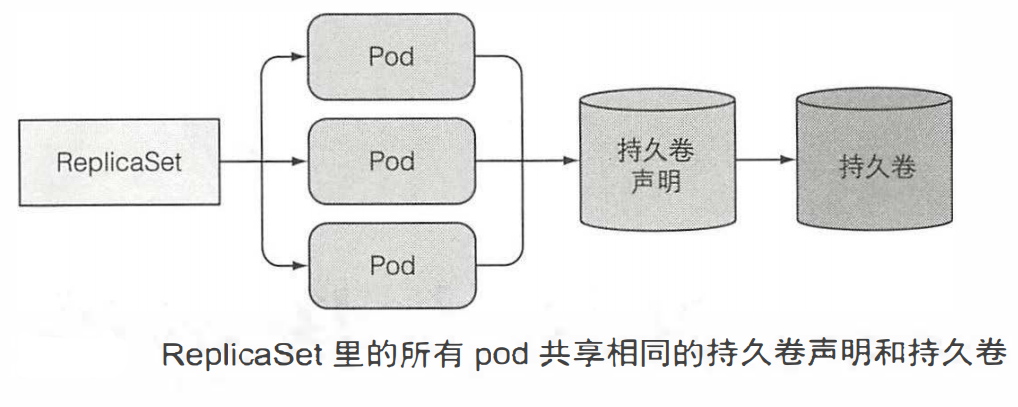 Pod
ReplicaSet
Pod
持久卷
声明
持久卷
Pod
ReplicaSet 里的所有 pod 共享相同的持久卷声明和持久卷